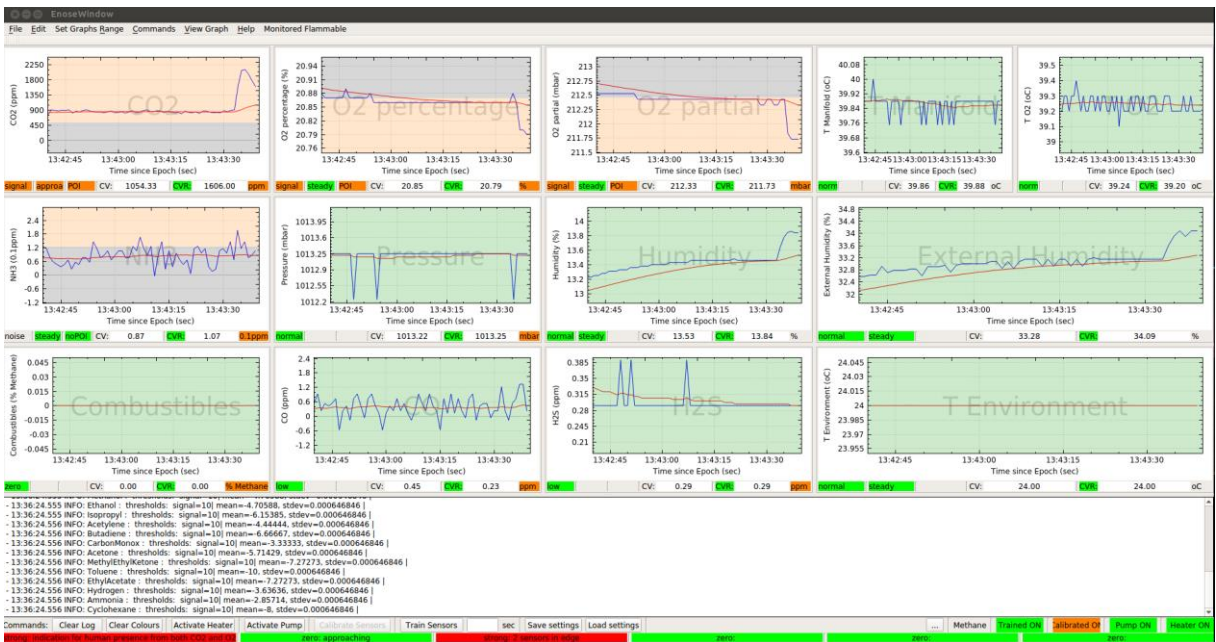 EnoseWindow
File Edit Set Graphs Range Commands View Graph Help Monitored Flammable
CO2
CO2 (ppm)
2250
1800
1350
900
450
0
13:42:45 13:43:00 13:43:15 13:43:30
Time since Epoch (sec)
signal approa POI CV: 1054.33 CVR: 1606.00 ppm
O2 percentage
O2 percentage (%)
20.94
20.91
20.88
20.85
20.82
20.79
20.76
13:42:45 13:43:00 13:43:15 13:43:30
Time since Epoch (sec)
signal steady POI CV: 20.85 CVR: 20.79 %
O2 partial
O2 partial (mbar)
213
212.75
212.5
212.25
212
211.75
211.5
13:42:45 13:43:00 13:43:15 13:43:30
Time since Epoch (sec)
signal steady POI CV: 212.33 CVR: 211.73 mbar
T Manifold
T Manifold (oC)
40.08
40
39.92
39.84
39.76
39.68
39.6
13:42:45 13:43:00 13:43:15 13:43:30
Time since Epoch (sec)
norm CV: 39.86 CVR: 39.88 oC
T O2 (oC)
39.5
39.4
39.3
39.2
39.1
39
13:42:45 13:43:00 13:43:15 13:43:30
Time since Epoch (sec)
norm CV: 39.24 CVR: 39.20 oC
NH3
NH3 (0.1ppm)
2.4
1.8
1.2
0.6
0
-0.6
-1.2
13:42:45 13:43:00 13:43:15 13:43:30
Time since Epoch (sec)
noise steady noPOI CV: 0.87 CVR: 1.07 0.1ppm
Pressure
Pressure (mbar)
1013.95
1013.6
1013.25
1012.9
1012.55
1012.2
13:42:45 13:43:00 13:43:15 13:43:30
Time since Epoch (sec)
normal CV: 1013.22 CVR: 1013.25 mbar
Humidity
Humidity (%)
14
13.8
13.6
13.4
13.2
13
13:42:45 13:43:00 13:43:15 13:43:30
Time since Epoch (sec)
normal steady CV: 13.53 CVR: 13.84 %
External Humidity
External Humidity (%)
34.8
34.4
34
33.6
33.2
32.8
32.4
32
13:42:45 13:43:00 13:43:15 13:43:30
Time since Epoch (sec)
normal steady CV: 33.28 CVR: 34.09 %
Combustibles
Combustibles (% Methane)
0.045
0.03
0.015
0
-0.015
-0.03
-0.045
13:42:45 13:43:00 13:43:15 13:43:30
Time since Epoch (sec)
zero CV: 0.00 CVR: 0.00 % Methane
CO
CO (ppm)
2.4
1.8
1.2
0.6
0
-0.6
-1.2
13:42:45 13:43:00 13:43:15 13:43:30
Time since Epoch (sec)
low CV: 0.45 CVR: 0.23 ppm
H2S
H2S (ppm)
0.385
0.35
0.315
0.28
0.245
0.21
13:42:45 13:43:00 13:43:15 13:43:30
Time since Epoch (sec)
low CV: 0.29 CVR: 0.29 ppm
T Environment
T Environment (oC)
24.045
24.03
24.015
24
23.985
23.97
23.955
13:42:45 13:43:00 13:43:15 13:43:30
Time since Epoch (sec)
normal steady CV: 24.00 CVR: 24.00 oC
- 13:36:24.555 INFO: Ethanol : thresholds: signal=10| mean=-4.70588, stdev=0.000646846 |
- 13:36:24.555 INFO: Isopropyl : thresholds: signal=10| mean=-6.15385, stdev=0.000646846 |
- 13:36:24.556 INFO: Acetylene : thresholds: signal=10| mean=-4.44444, stdev=0.000646846 |
- 13:36:24.556 INFO: Butadiene : thresholds: signal=10| mean=-6.66667, stdev=0.000646846 |
- 13:36:24.556 INFO: CarbonMonox : thresholds: signal=10| mean=-3.33333, stdev=0.000646846 |
- 13:36:24.556 INFO: Acetone : thresholds: signal=10| mean=-5.71429, stdev=0.000646846 |
- 13:36:24.556 INFO: MethylEthylKetone : thresholds: signal=10| mean=-7.27273, stdev=0.000646846 |
- 13:36:24.556 INFO: Toluene : thresholds: signal=10| mean=-10, stdev=0.000646846 |
- 13:36:24.556 INFO: EthylAcetate : thresholds: signal=10| mean=-7.27273, stdev=0.000646846 |
- 13:36:24.556 INFO: Hydrogen : thresholds: signal=10| mean=-3.63636, stdev=0.000646846 |
- 13:36:24.556 INFO: Ammonia : thresholds: signal=10| mean=-2.85714, stdev=0.000646846 |
- 13:36:24.556 INFO: Cyclohexane : thresholds: signal=10| mean=-8, stdev=0.000646846 |
Commands: Clear Log Clear Colours Activate Heater Activate Pump Calibrate Sensors Train Sensors sec Save settings Load settings ... Methane Trained ON Calibrated ON Pump ON Heater ON
strong: indication for human presence from both CO2 and O2 zero: approaching strong: 2 sensors in edge zero: zero: zero: